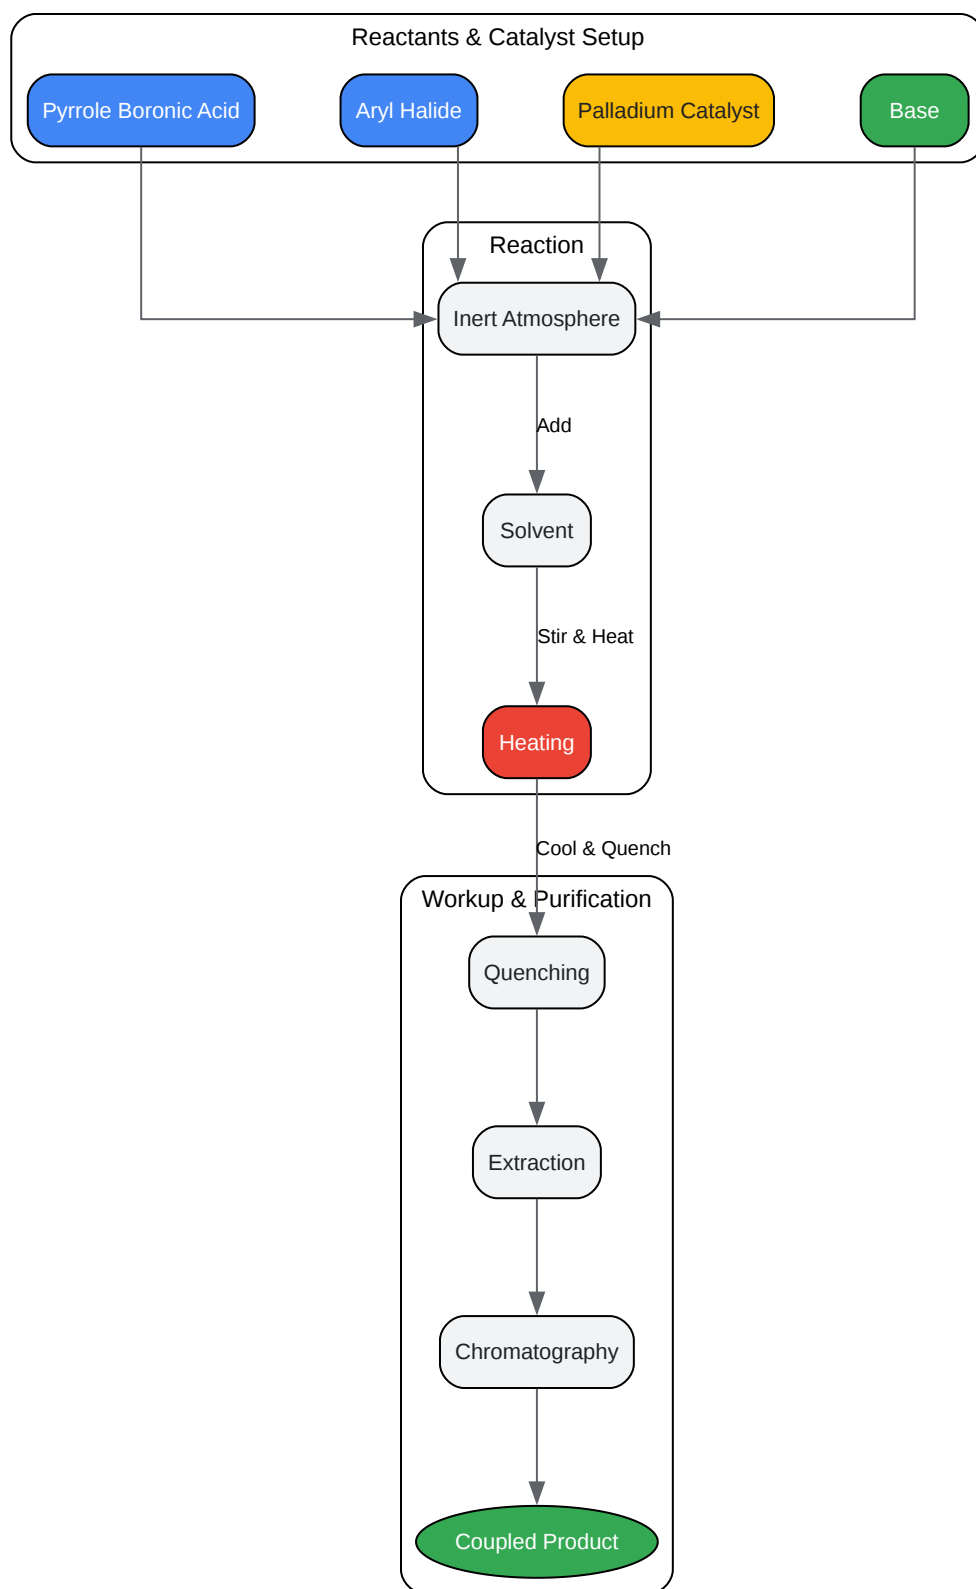 Reactants & Catalyst Setup
Pyrrole Boronic Acid
Aryl Halide
Palladium Catalyst
Base
Reaction
Inert Atmosphere
Add
Solvent
Stir & Heat
Heating
Cool & Quench
Workup & Purification
Quenching
Extraction
Chromatography
Coupled Product